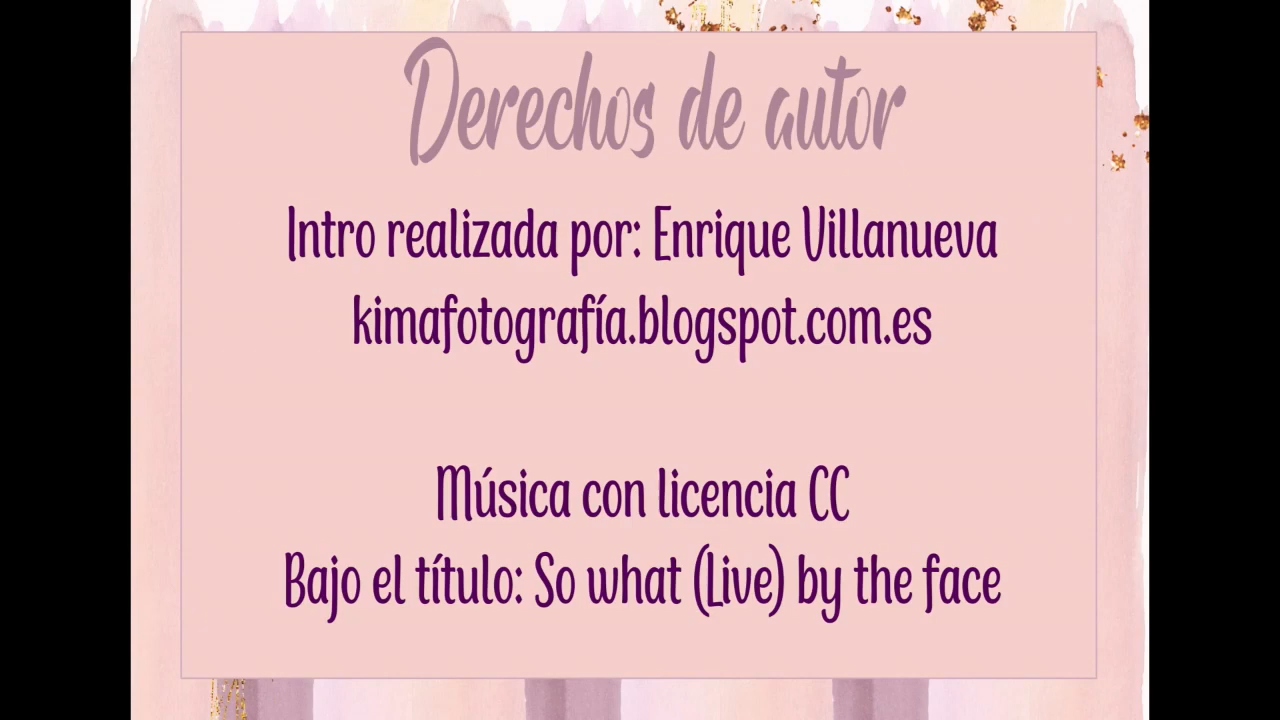 Derechos de autor
Intro realizada por: Enrique Villanueva
kimafotografía.blogspot.com.es
Música con licencia CC
Bajo el título: So what (Live) by the face